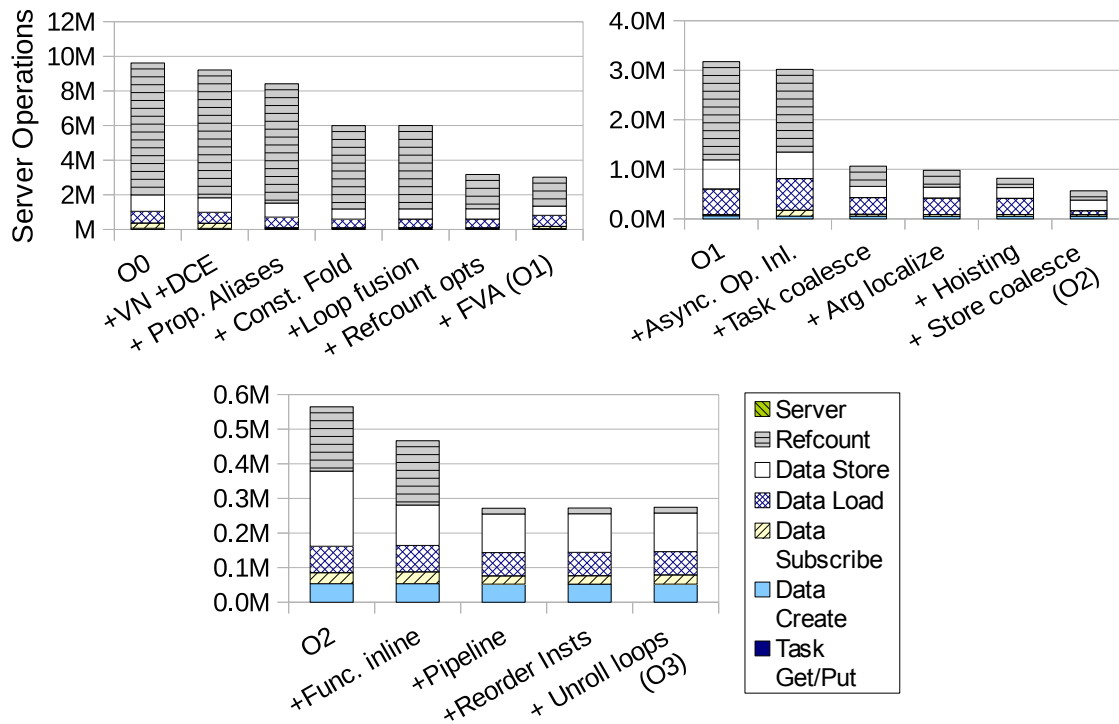 12M
10M
8M
6M
4M
2M
M
Server Operations
O0
+VN +DCE
+ Prop. Aliases
+ Const. Fold
+Loop fusion
+ Refcount opts
+ FVA (O1)
4.0M
3.0M
2.0M
1.0M
0.0M
O1
+Async. Op. Inl.
+Task coalesce
+ Arg localize
+ Hoisting
+ Store coalesce
(O2)
0.6M
0.5M
0.4M
0.3M
0.2M
0.1M
0.0M
O2
+Func. inline
+Pipeline
+Reorder Insts
+ Unroll loops
(O3)
Server
Refcount
Data Store
Data Load
Data
Subscribe
Data
Create
Task
Get/Put